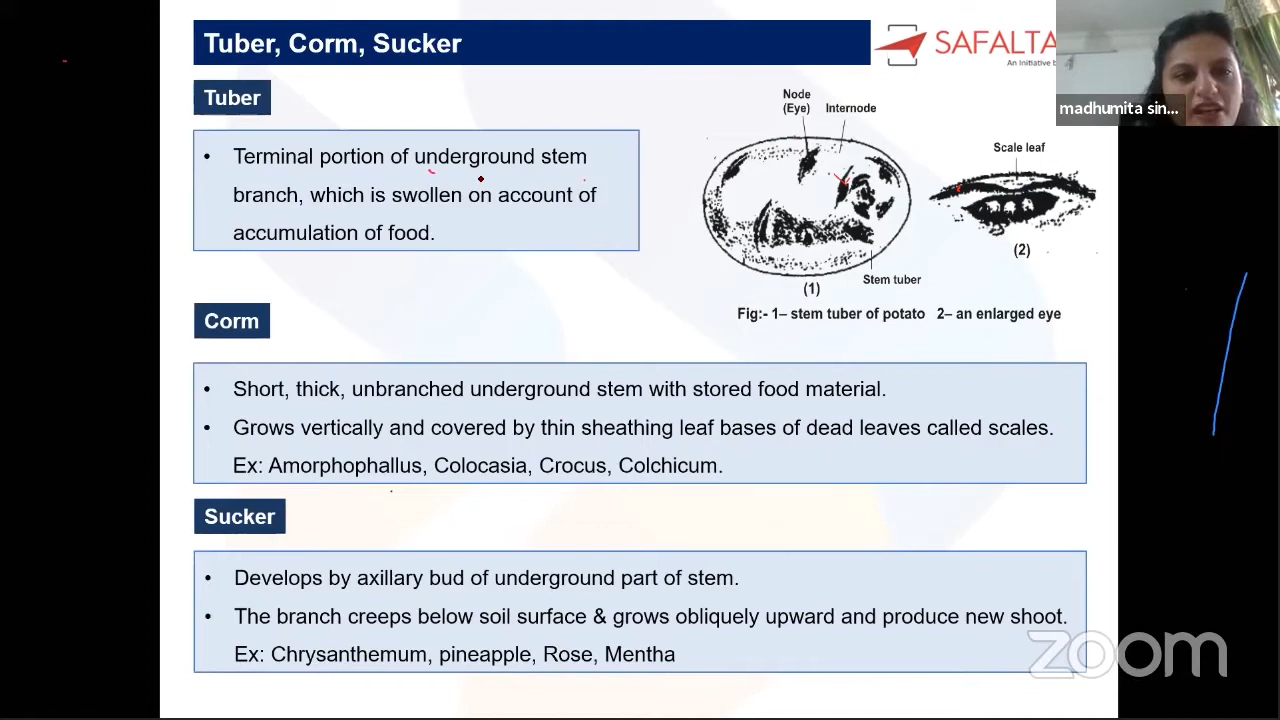 Tuber, Corm, Sucker
SAFALTA
An Initiative
madhumita sin...
Tuber
• Terminal portion of underground stem
branch, which is swollen on account of
accumulation of food.
Node
(Eye)
Internode
Scale leaf
(2)
Stem tuber
(1)
Fig:- 1– stem tuber of potato 2– an enlarged eye
Corm
• Short, thick, unbranched underground stem with stored food material.
• Grows vertically and covered by thin sheathing leaf bases of dead leaves called scales.
Ex: Amorphophallus, Colocasia, Crocus, Colchicum.
Sucker
• Develops by axillary bud of underground part of stem.
• The branch creeps below soil surface & grows obliquely upward and produce new shoot.
Ex: Chrysanthemum, pineapple, Rose, Mentha
zoom